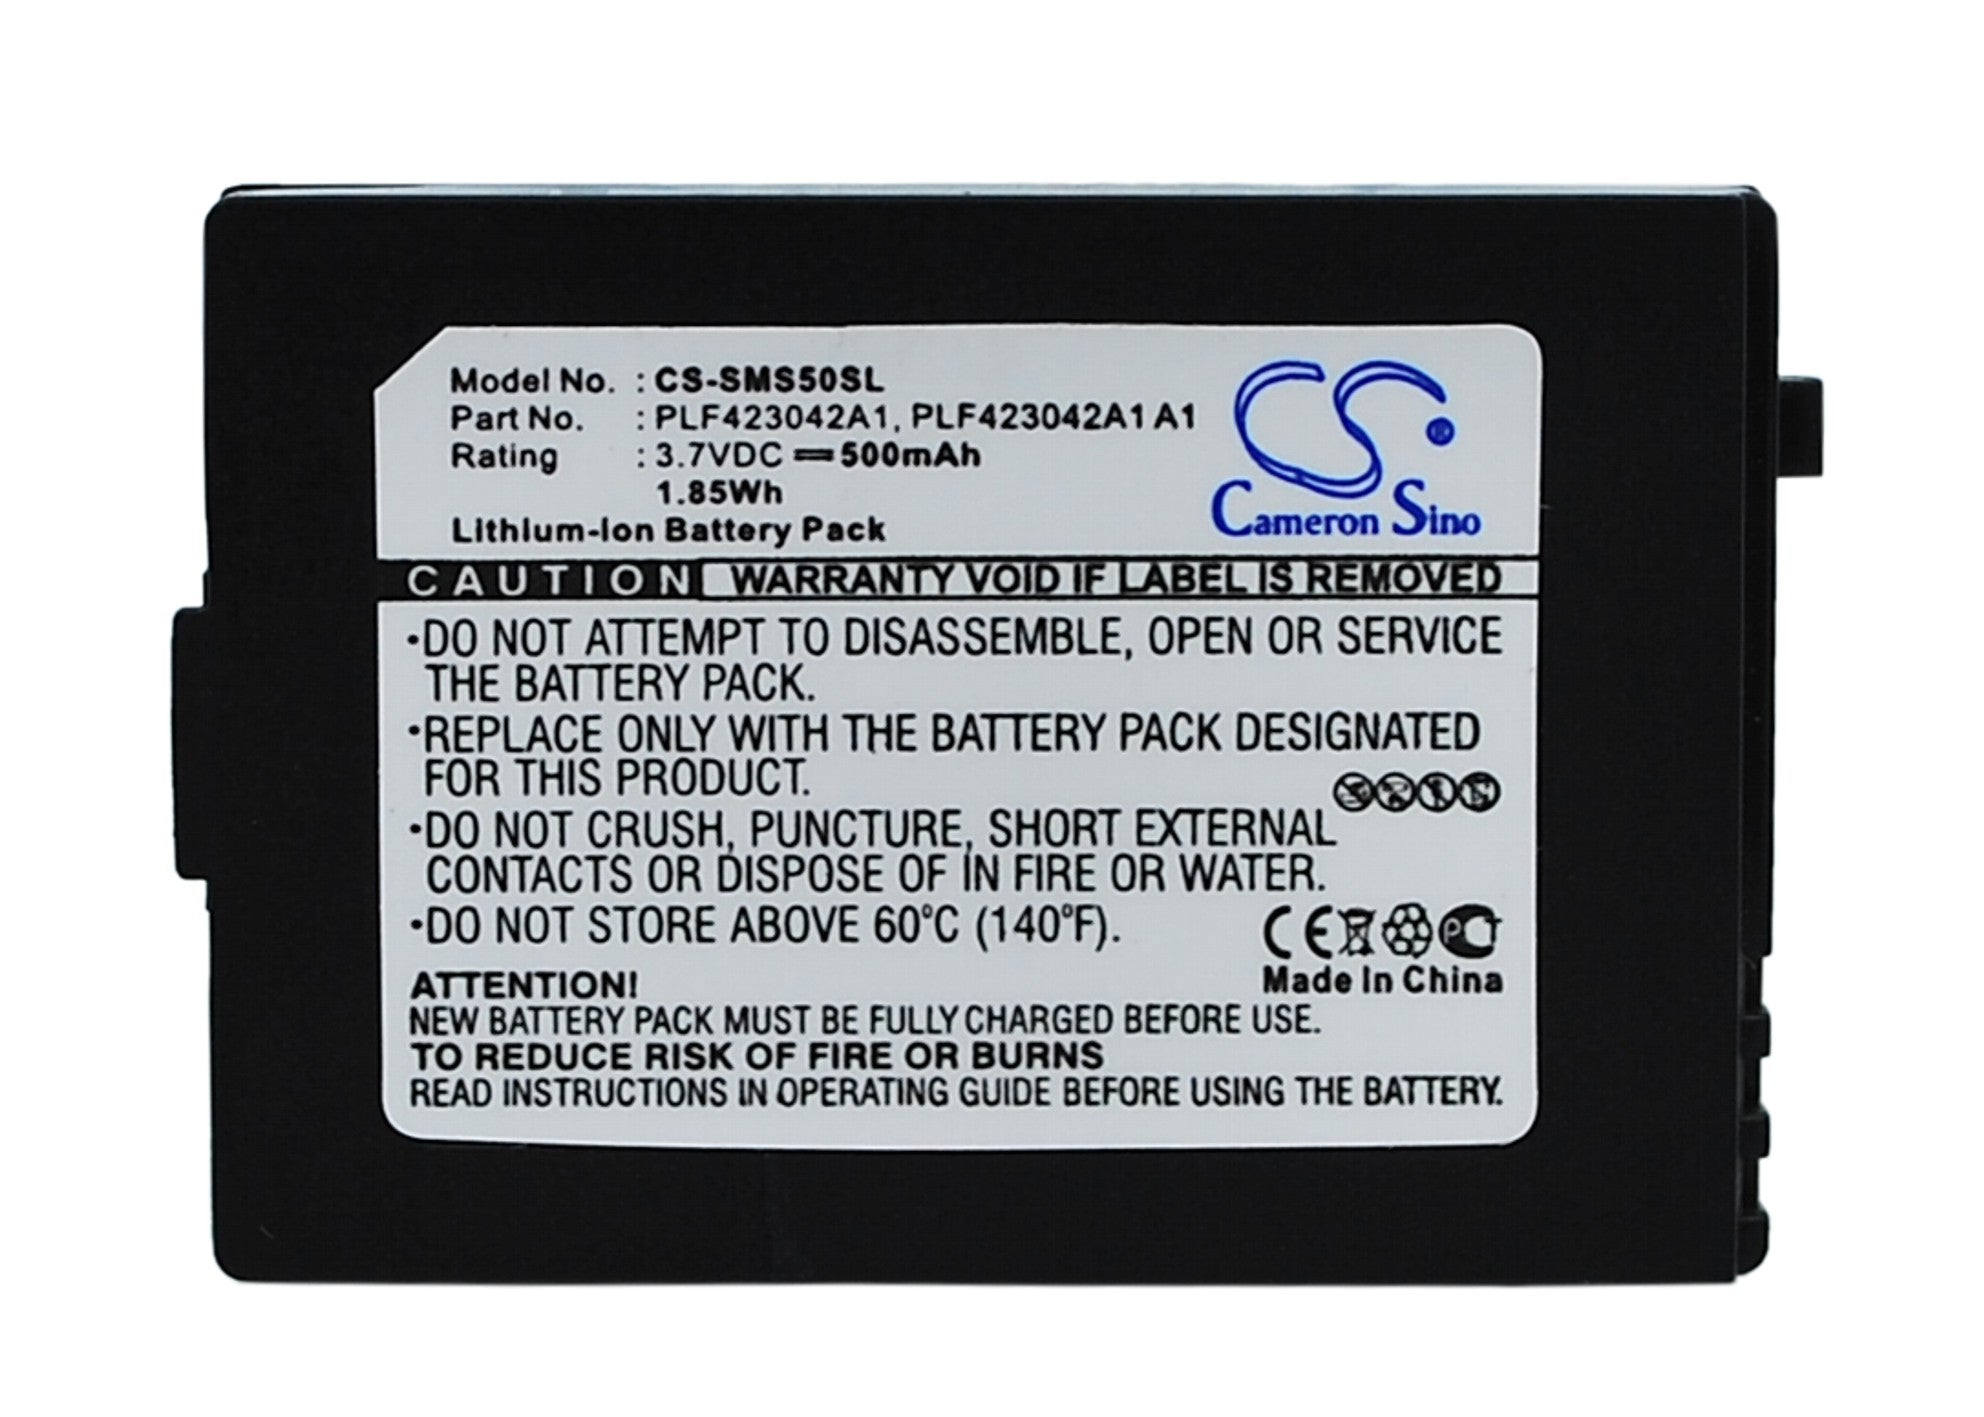 Model No. : CS-SMS50SL
Part No. : PLF423042A1, PLF423042A1 A1
Rating : 3.7VDC ⎓ 500mAh
1.85Wh
Lithium-Ion Battery Pack
CS®
Cameron Sino
CAUTION WARRANTY VOID IF LABEL IS REMOVED
•DO NOT ATTEMPT TO DISASSEMBLE, OPEN OR SERVICE
THE BATTERY PACK.
•REPLACE ONLY WITH THE BATTERY PACK DESIGNATED
FOR THIS PRODUCT.
•DO NOT CRUSH, PUNCTURE, SHORT EXTERNAL
CONTACTS OR DISPOSE OF IN FIRE OR WATER.
•DO NOT STORE ABOVE 60°C (140°F).
CE PCT
Made In China
ATTENTION!
NEW BATTERY PACK MUST BE FULLY CHARGED BEFORE USE.
TO REDUCE RISK OF FIRE OR BURNS
READ INSTRUCTIONS IN OPERATING GUIDE BEFORE USING THE BATTERY.